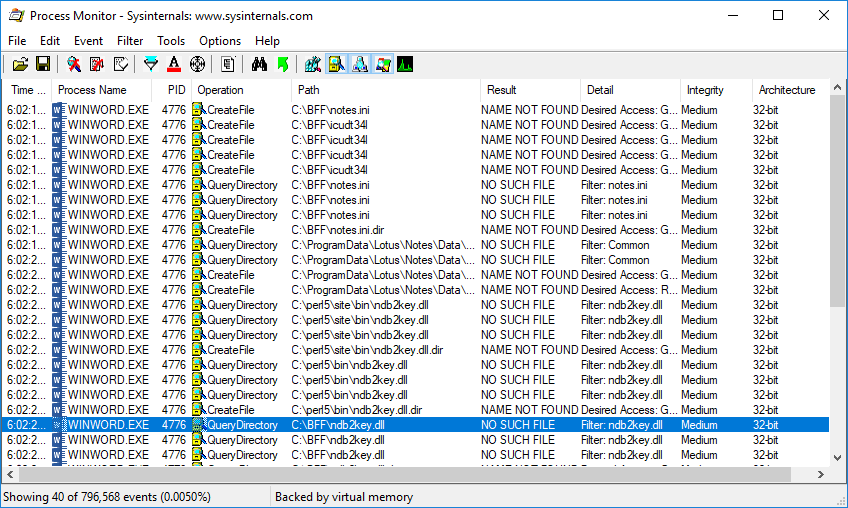 Process Monitor - Sysinternals: www.sysinternals.com
File Edit Event Filter Tools Options Help
Time ... Process Name PID Operation Path Result Detail Integrity Architecture
6:02:1... WINWORD.EXE 4776 CreateFile C:\BFF\notes.ini NAME NOT FOUND Desired Access: G... Medium 32-bit
6:02:1... WINWORD.EXE 4776 CreateFile C:\BFF\icudt34l NAME NOT FOUND Desired Access: G... Medium 32-bit
6:02:1... WINWORD.EXE 4776 CreateFile C:\BFF\icudt34l NAME NOT FOUND Desired Access: G... Medium 32-bit
6:02:1... WINWORD.EXE 4776 CreateFile C:\BFF\icudt34l NAME NOT FOUND Desired Access: G... Medium 32-bit
6:02:1... WINWORD.EXE 4776 CreateFile C:\BFF\icudt34l NAME NOT FOUND Desired Access: G... Medium 32-bit
6:02:1... WINWORD.EXE 4776 QueryDirectory C:\BFF\notes.ini NO SUCH FILE Filter: notes.ini Medium 32-bit
6:02:1... WINWORD.EXE 4776 QueryDirectory C:\BFF\notes.ini NO SUCH FILE Filter: notes.ini Medium 32-bit
6:02:1... WINWORD.EXE 4776 QueryDirectory C:\BFF\notes.ini NO SUCH FILE Filter: notes.ini Medium 32-bit
6:02:1... WINWORD.EXE 4776 CreateFile C:\BFF\notes.ini.dir NAME NOT FOUND Desired Access: G... Medium 32-bit
6:02:1... WINWORD.EXE 4776 QueryDirectory C:\ProgramData\Lotus\Notes\Data\... NO SUCH FILE Filter: Common Medium 32-bit
6:02:2... WINWORD.EXE 4776 QueryDirectory C:\ProgramData\Lotus\Notes\Data\... NO SUCH FILE Filter: Common Medium 32-bit
6:02:2... WINWORD.EXE 4776 CreateFile C:\ProgramData\Lotus\Notes\Data\... NAME NOT FOUND Desired Access: G... Medium 32-bit
6:02:2... WINWORD.EXE 4776 CreateFile C:\ProgramData\Lotus\Notes\Data\... NAME NOT FOUND Desired Access: R... Medium 32-bit
6:02:2... WINWORD.EXE 4776 QueryDirectory C:\perl5\site\bin\ndb2key.dll NO SUCH FILE Filter: ndb2key.dll Medium 32-bit
6:02:2... WINWORD.EXE 4776 QueryDirectory C:\perl5\site\bin\ndb2key.dll NO SUCH FILE Filter: ndb2key.dll Medium 32-bit
6:02:2... WINWORD.EXE 4776 QueryDirectory C:\perl5\site\bin\ndb2key.dll NO SUCH FILE Filter: ndb2key.dll Medium 32-bit
6:02:2... WINWORD.EXE 4776 CreateFile C:\perl5\site\bin\ndb2key.dll.dir NAME NOT FOUND Desired Access: G... Medium 32-bit
6:02:2... WINWORD.EXE 4776 QueryDirectory C:\perl5\bin\ndb2key.dll NO SUCH FILE Filter: ndb2key.dll Medium 32-bit
6:02:2... WINWORD.EXE 4776 QueryDirectory C:\perl5\bin\ndb2key.dll NO SUCH FILE Filter: ndb2key.dll Medium 32-bit
6:02:2... WINWORD.EXE 4776 QueryDirectory C:\perl5\bin\ndb2key.dll NO SUCH FILE Filter: ndb2key.dll Medium 32-bit
6:02:2... WINWORD.EXE 4776 CreateFile C:\perl5\bin\ndb2key.dll.dir NAME NOT FOUND Desired Access: G... Medium 32-bit
6:02:2... WINWORD.EXE 4776 QueryDirectory C:\BFF\ndb2key.dll NO SUCH FILE Filter: ndb2key.dll Medium 32-bit
6:02:2... WINWORD.EXE 4776 QueryDirectory C:\BFF\ndb2key.dll NO SUCH FILE Filter: ndb2key.dll Medium 32-bit
6:02:2... WINWORD.EXE 4776 QueryDirectory C:\BFF\ndb2key.dll NO SUCH FILE Filter: ndb2key.dll Medium 32-bit
Showing 40 of 796,568 events (0.0050%) Backed by virtual memory